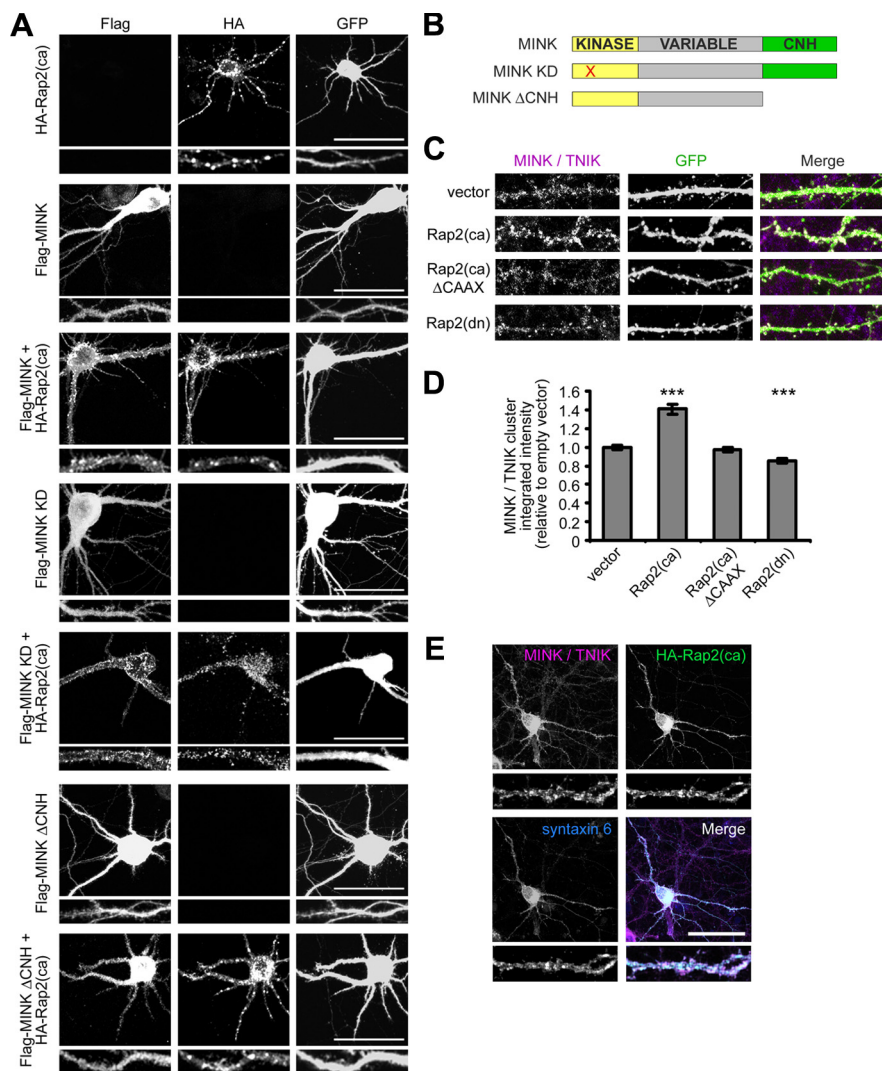 A
Flag
HA
GFP
HA-Rap2(ca)
Flag-MINK
Flag-MINK +
HA-Rap2(ca)
Flag-MINK KD
Flag-MINK KD +
HA-Rap2(ca)
Flag-MINK ΔCNH
Flag-MINK ΔCNH +
HA-Rap2(ca)
B
MINK KINASE VARIABLE CNH
MINK KD X
MINK ΔCNH
C
MINK / TNIK GFP Merge
vector
Rap2(ca)
Rap2(ca)
ΔCAAX
Rap2(dn)
D
MINK / TNIK cluster
integrated intensity
(relative to empty vector)
1.6
1.4
1.2
1.0
0.8
0.6
0.4
0.2
0
*** ***
vector
Rap2(ca)
Rap2(ca)
ΔCAAX
Rap2(dn)
E
MINK / TNIK
HA-Rap2(ca)
syntaxin 6
Merge